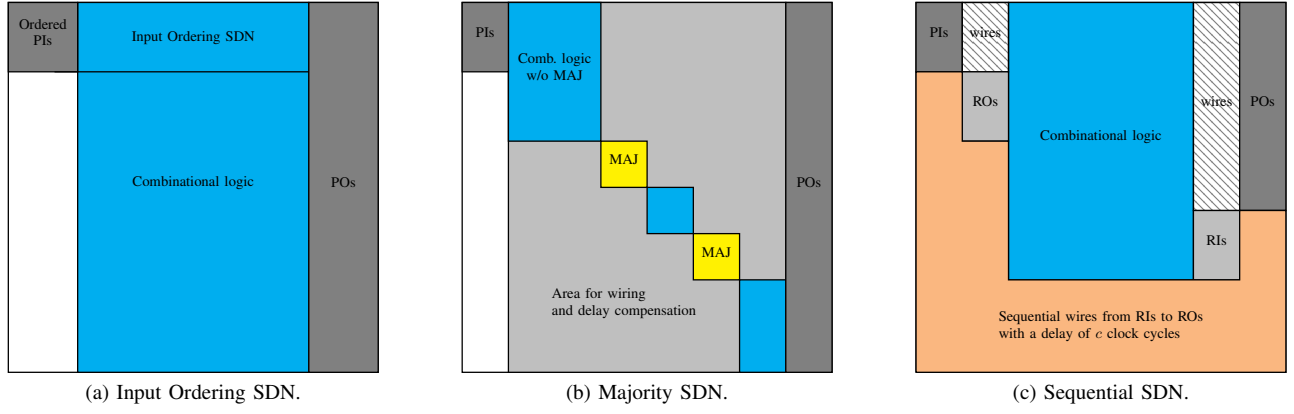 Ordered
PIs
Input Ordering SDN
Combinational logic
POs
(a) Input Ordering SDN.
PIs
Comb. logic
w/o MAJ
MAJ
MAJ
POs
Area for wiring
and delay compensation
(b) Majority SDN.
PIs
wires
ROs
Combinational logic
wires
POs
RIs
Sequential wires from RIs to ROs
with a delay of c clock cycles
(c) Sequential SDN.